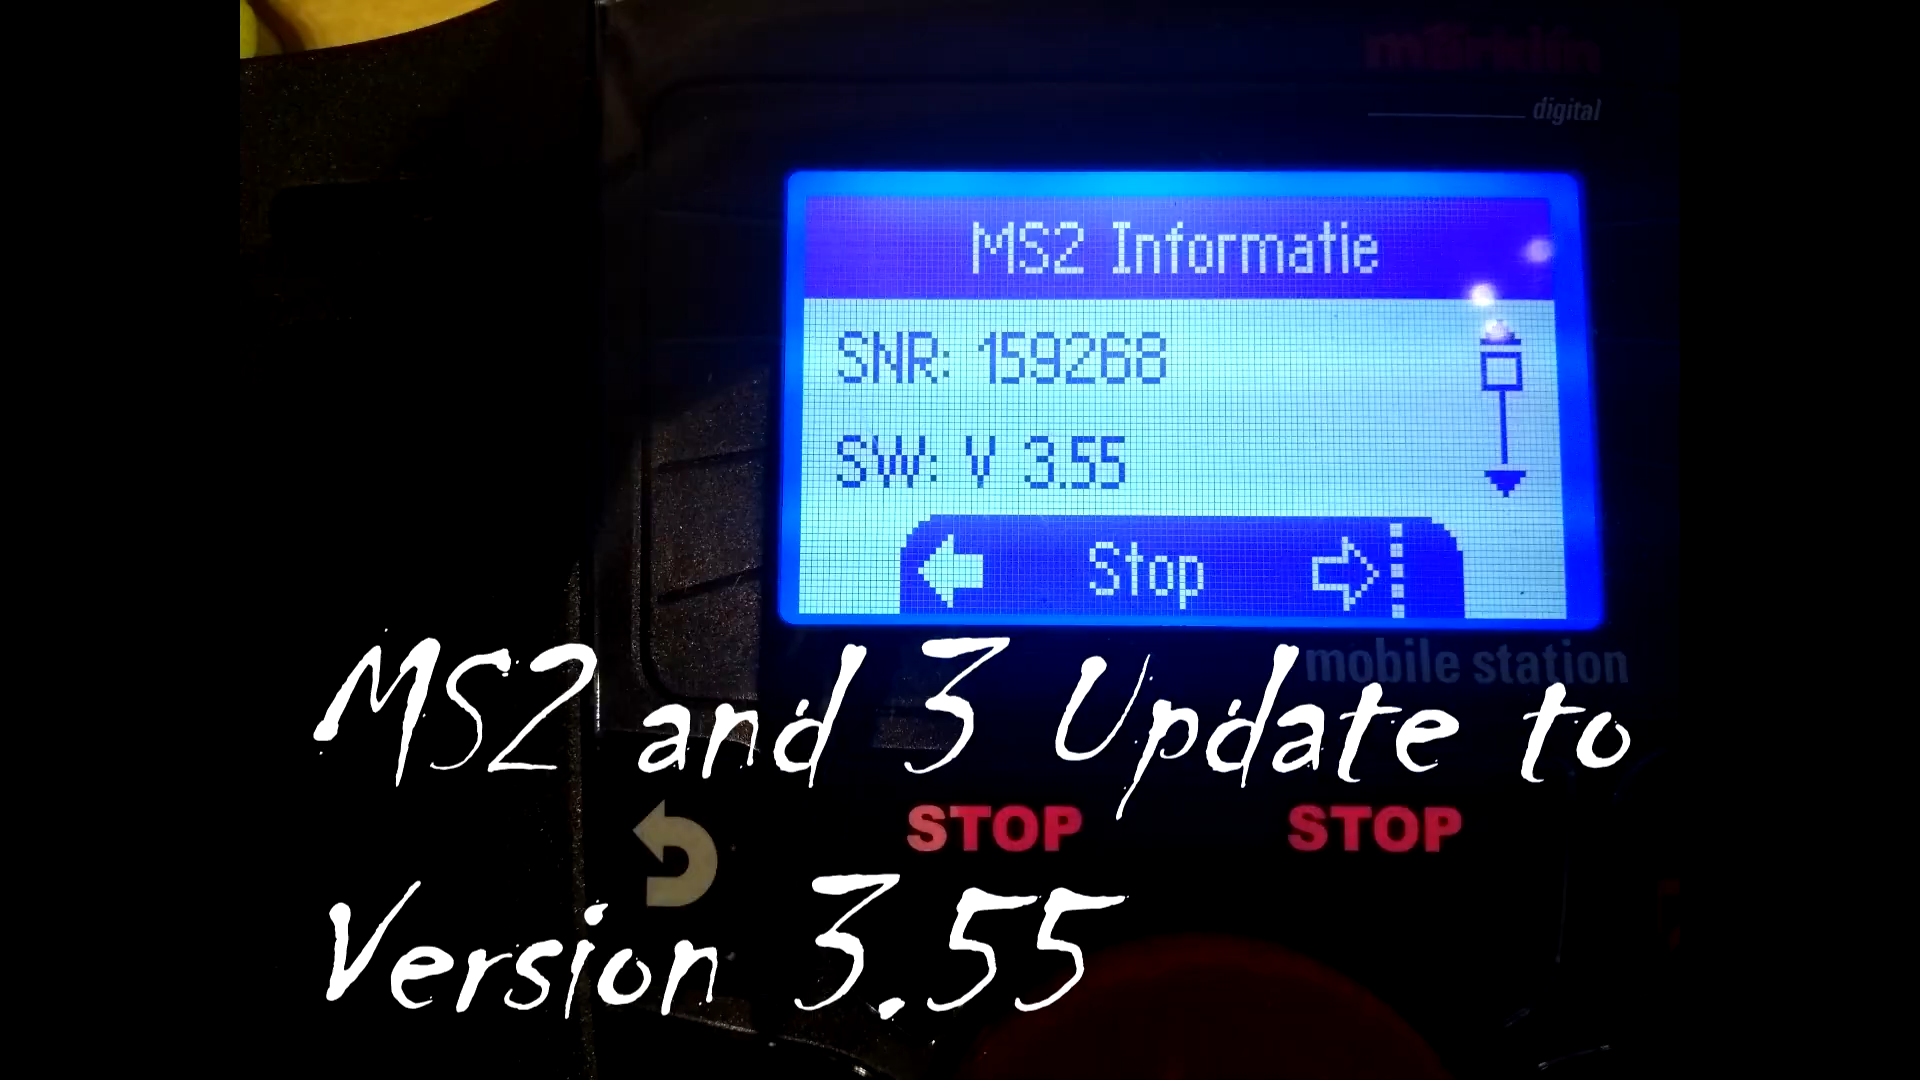 märklin
digital
MS2 Informatie
SNR: 159268
SW: V 3.55
Stop
mobile station
MS2 and 3 Update to
STOP STOP
Version 3.55